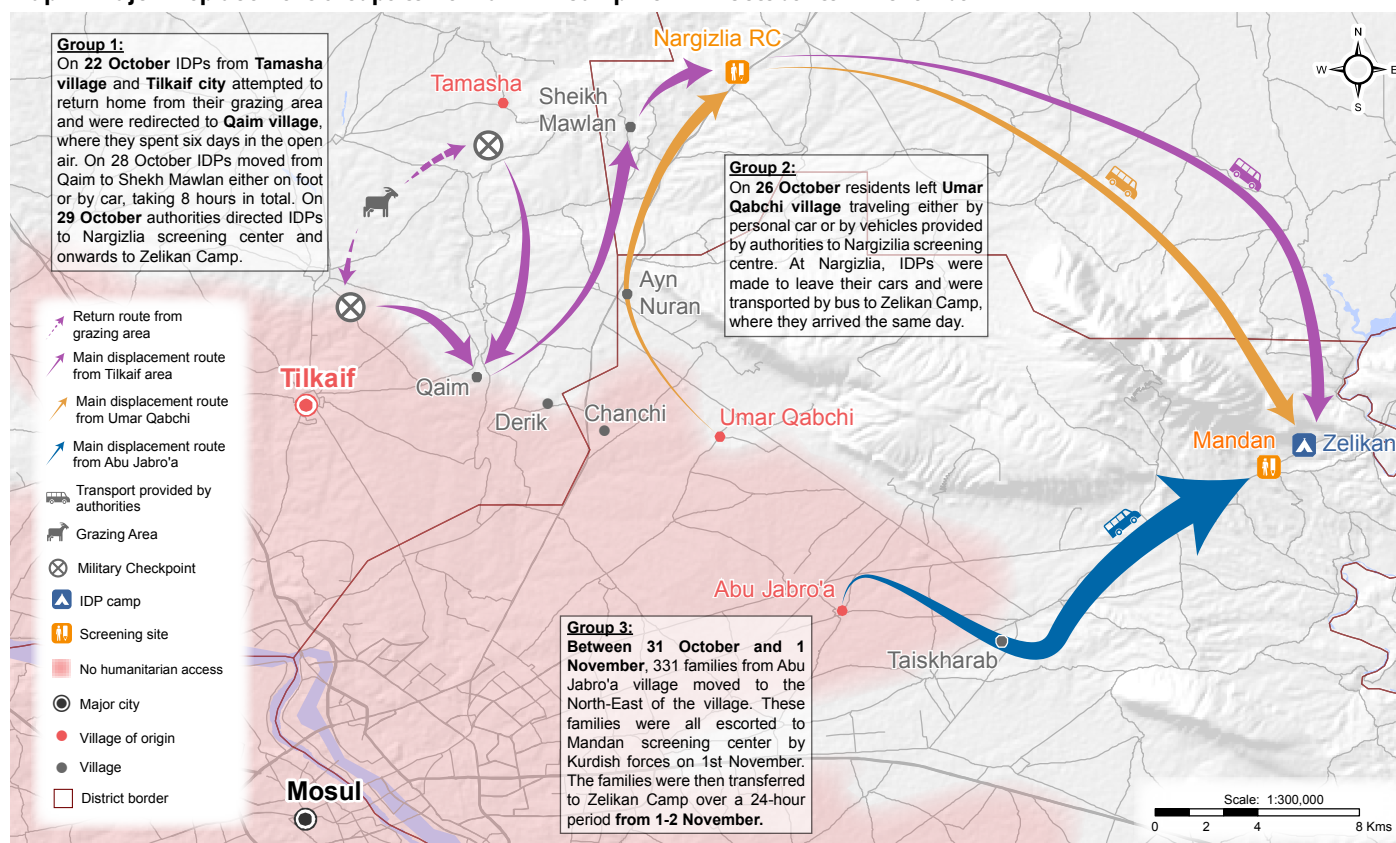 Group 1:
On 22 October IDPs from Tamasha
village and Tilkaif city attempted to
return home from their grazing area
and were redirected to Qaim village,
where they spent six days in the open
air. On 28 October IDPs moved from
Qaim to Shekh Mawlan either on foot
or by car, taking 8 hours in total. On
29 October authorities directed IDPs
to Nargizlia screening center and
onwards to Zelikan Camp.
Nargizlia RC
Tamasha
Sheikh
Mawlan
N
W
E
S
Group 2:
On 26 October residents left Umar
Qabchi village traveling either by
personal car or by vehicles provided
by authorities to Nargizilia screening
centre. At Nargizlia, IDPs were
made to leave their cars and were
transported by bus to Zelikan Camp,
where they arrived the same day.
Ayn
Nuran
Tilkaif
Qaim
Derik
Chanchi
Umar Qabchi
Mandan
Zelikan
Abu Jabro'a
Taiskharab
Return route from
grazing area
Main displacement route
from Tilkaif area
Main displacement route
from Umar Qabchi
Main displacement route
from Abu Jabro'a
Transport provided by
authorities
Grazing Area
Military Checkpoint
IDP camp
Screening site
No humanitarian access
Major city
Village of origin
Village
District border
Mosul
Group 3:
Between 31 October and 1
November, 331 families from Abu
Jabro'a village moved to the
North-East of the village. These
families were all escorted to
Mandan screening center by
Kurdish forces on 1st November.
The families were then transferred
to Zelikan Camp over a 24-hour
period from 1-2 November.
Scale: 1:300,000
0 2 4 8 Kms